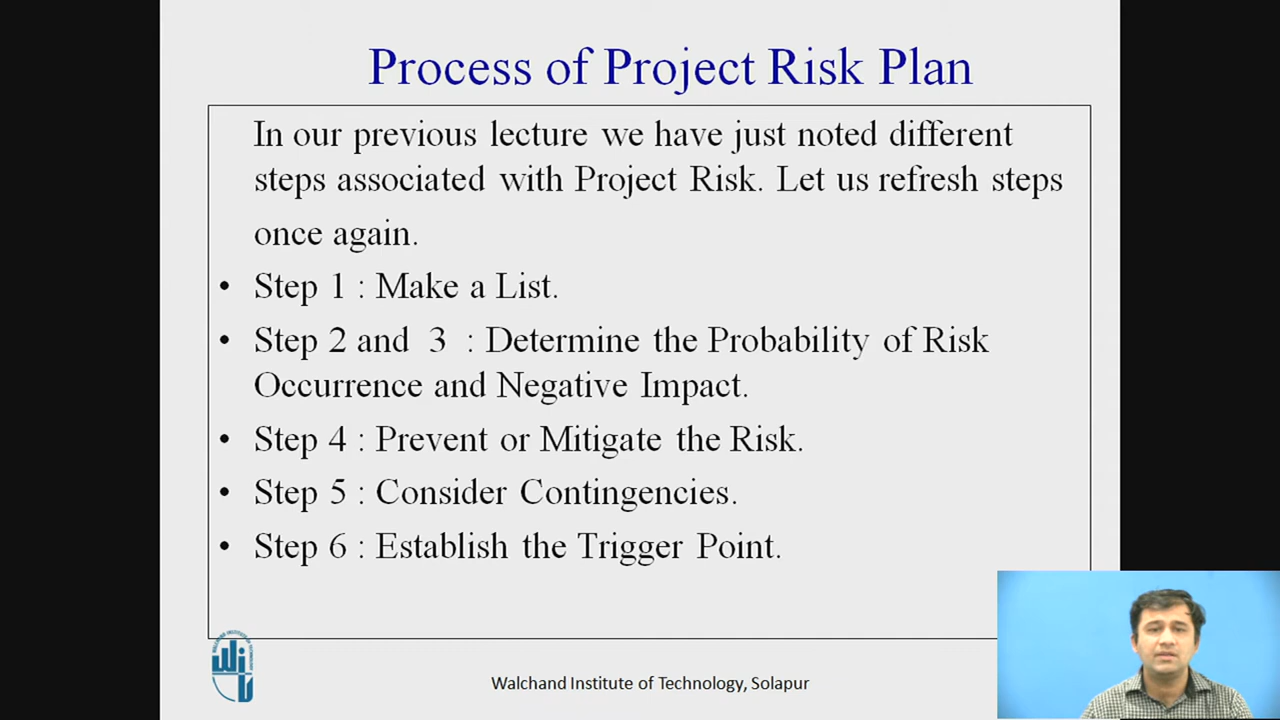 Process of Project Risk Plan
In our previous lecture we have just noted different
steps associated with Project Risk. Let us refresh steps
once again.
• Step 1 : Make a List.
• Step 2 and 3 : Determine the Probability of Risk
Occurrence and Negative Impact.
• Step 4 : Prevent or Mitigate the Risk.
• Step 5 : Consider Contingencies.
• Step 6 : Establish the Trigger Point.
Walchand Institute of Technology, Solapur